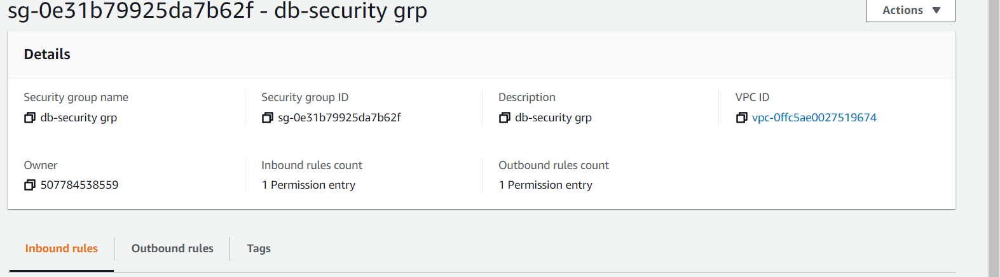 sg-0e31b79925da7b62f - db-security grp
Actions
Details
Security group name
db-security grp
Security group ID
sg-0e31b79925da7b62f
Description
db-security grp
VPC ID
vpc-0ffc5ae0027519674
Owner
507784538559
Inbound rules count
1 Permission entry
Outbound rules count
1 Permission entry
Inbound rules
Outbound rules
Tags